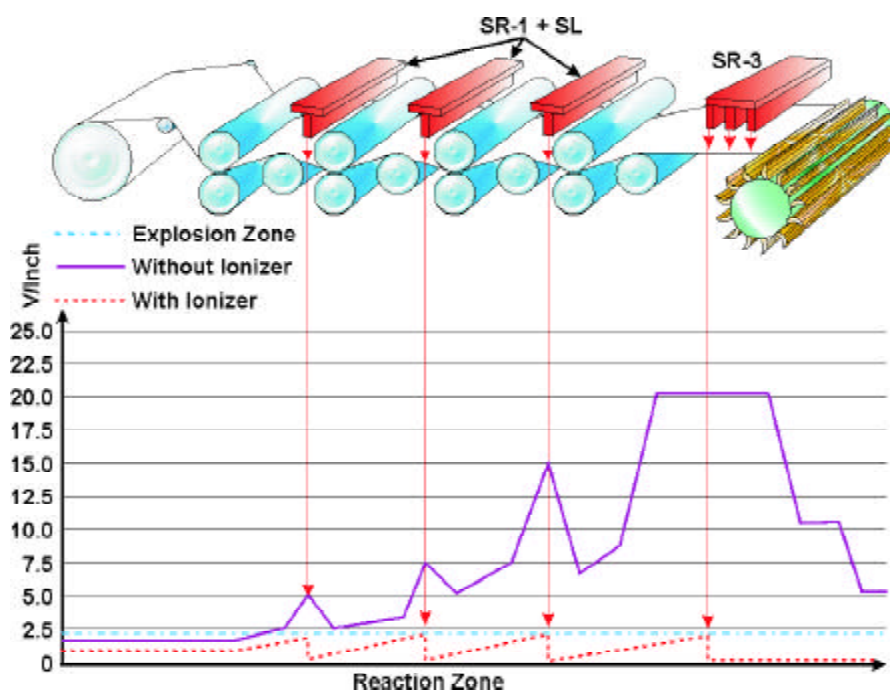 SR-1 + SL
SR-3
Explosion Zone
Without Ionizer
With Ionizer
V/Inch
25.0
22.5
20.0
17.5
15.0
12.5
10.0
7.5
5.0
2.5
0
Reaction Zone